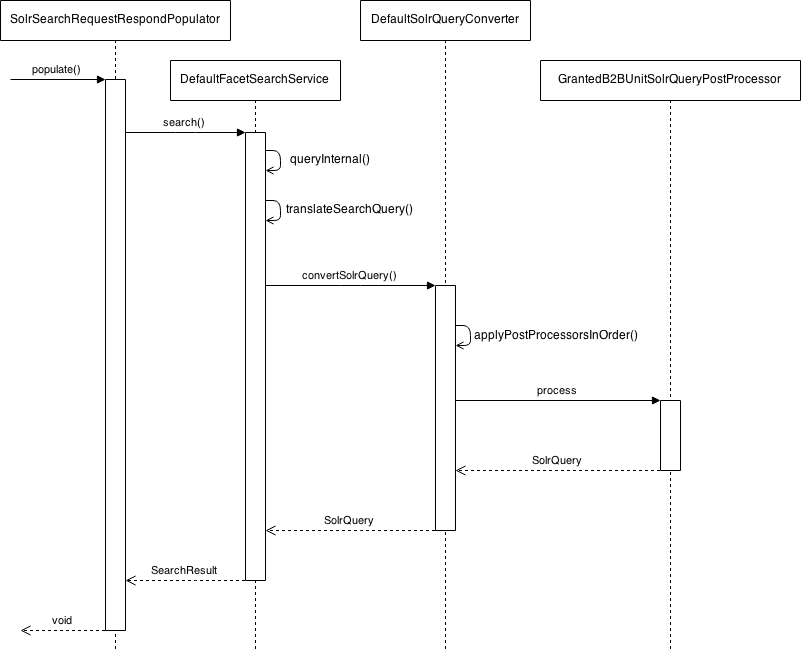 SolrSearchRequestRespondPopulator
DefaultSolrQueryConverter
DefaultFacetSearchService
GrantedB2BUnitSolrQueryPostProcessor
populate()
search()
queryInternal()
translateSearchQuery()
convertSolrQuery()
applyPostProcessorsInOrder()
process
SolrQuery
SolrQuery
SearchResult
void